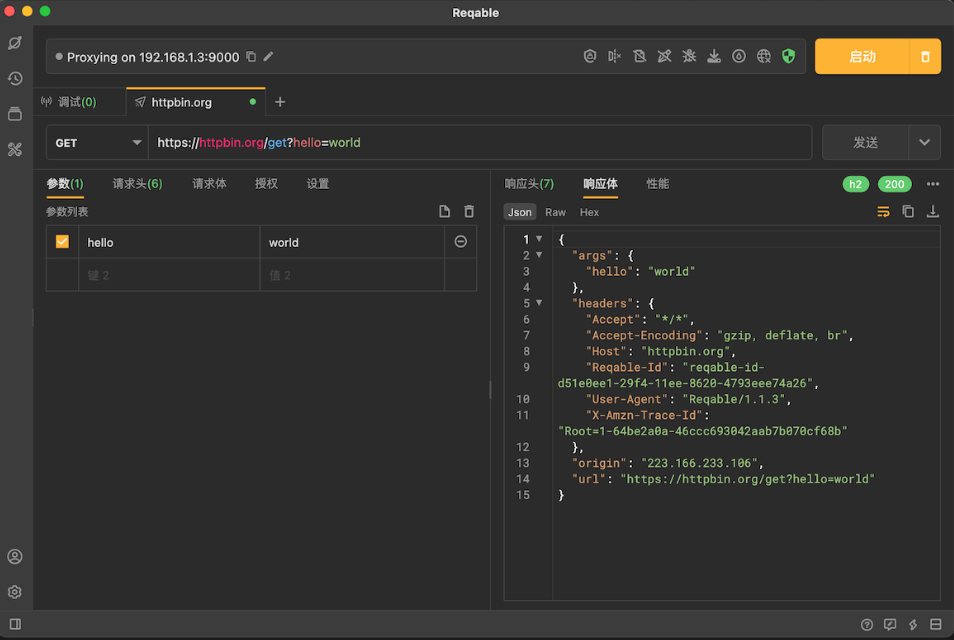 Reqable
Proxying on 192.168.1.3:9000
启动
调试(0)
httpbin.org
GET
https://httpbin.org/get?hello=world
发送
参数(1) 请求头(6) 请求体 授权 设置
参数列表
hello world
键 2 值 2
响应头(7) 响应体 性能 h2 200
Json Raw Hex
1 {
2 "args": {
3 "hello": "world"
4 },
5 "headers": {
6 "Accept": "*/*",
7 "Accept-Encoding": "gzip, deflate, br",
8 "Host": "httpbin.org",
9 "Reqable-Id": "reqable-id-
d51e0ee1-29f4-11ee-8620-4793eee74a26",
10 "User-Agent": "Reqable/1.1.3",
11 "X-Amzn-Trace-Id":
"Root=1-64be2a0a-46ccc693042aab7b070cf68b"
12 },
13 "origin": "223.166.233.106",
14 "url": "https://httpbin.org/get?hello=world"
15 }